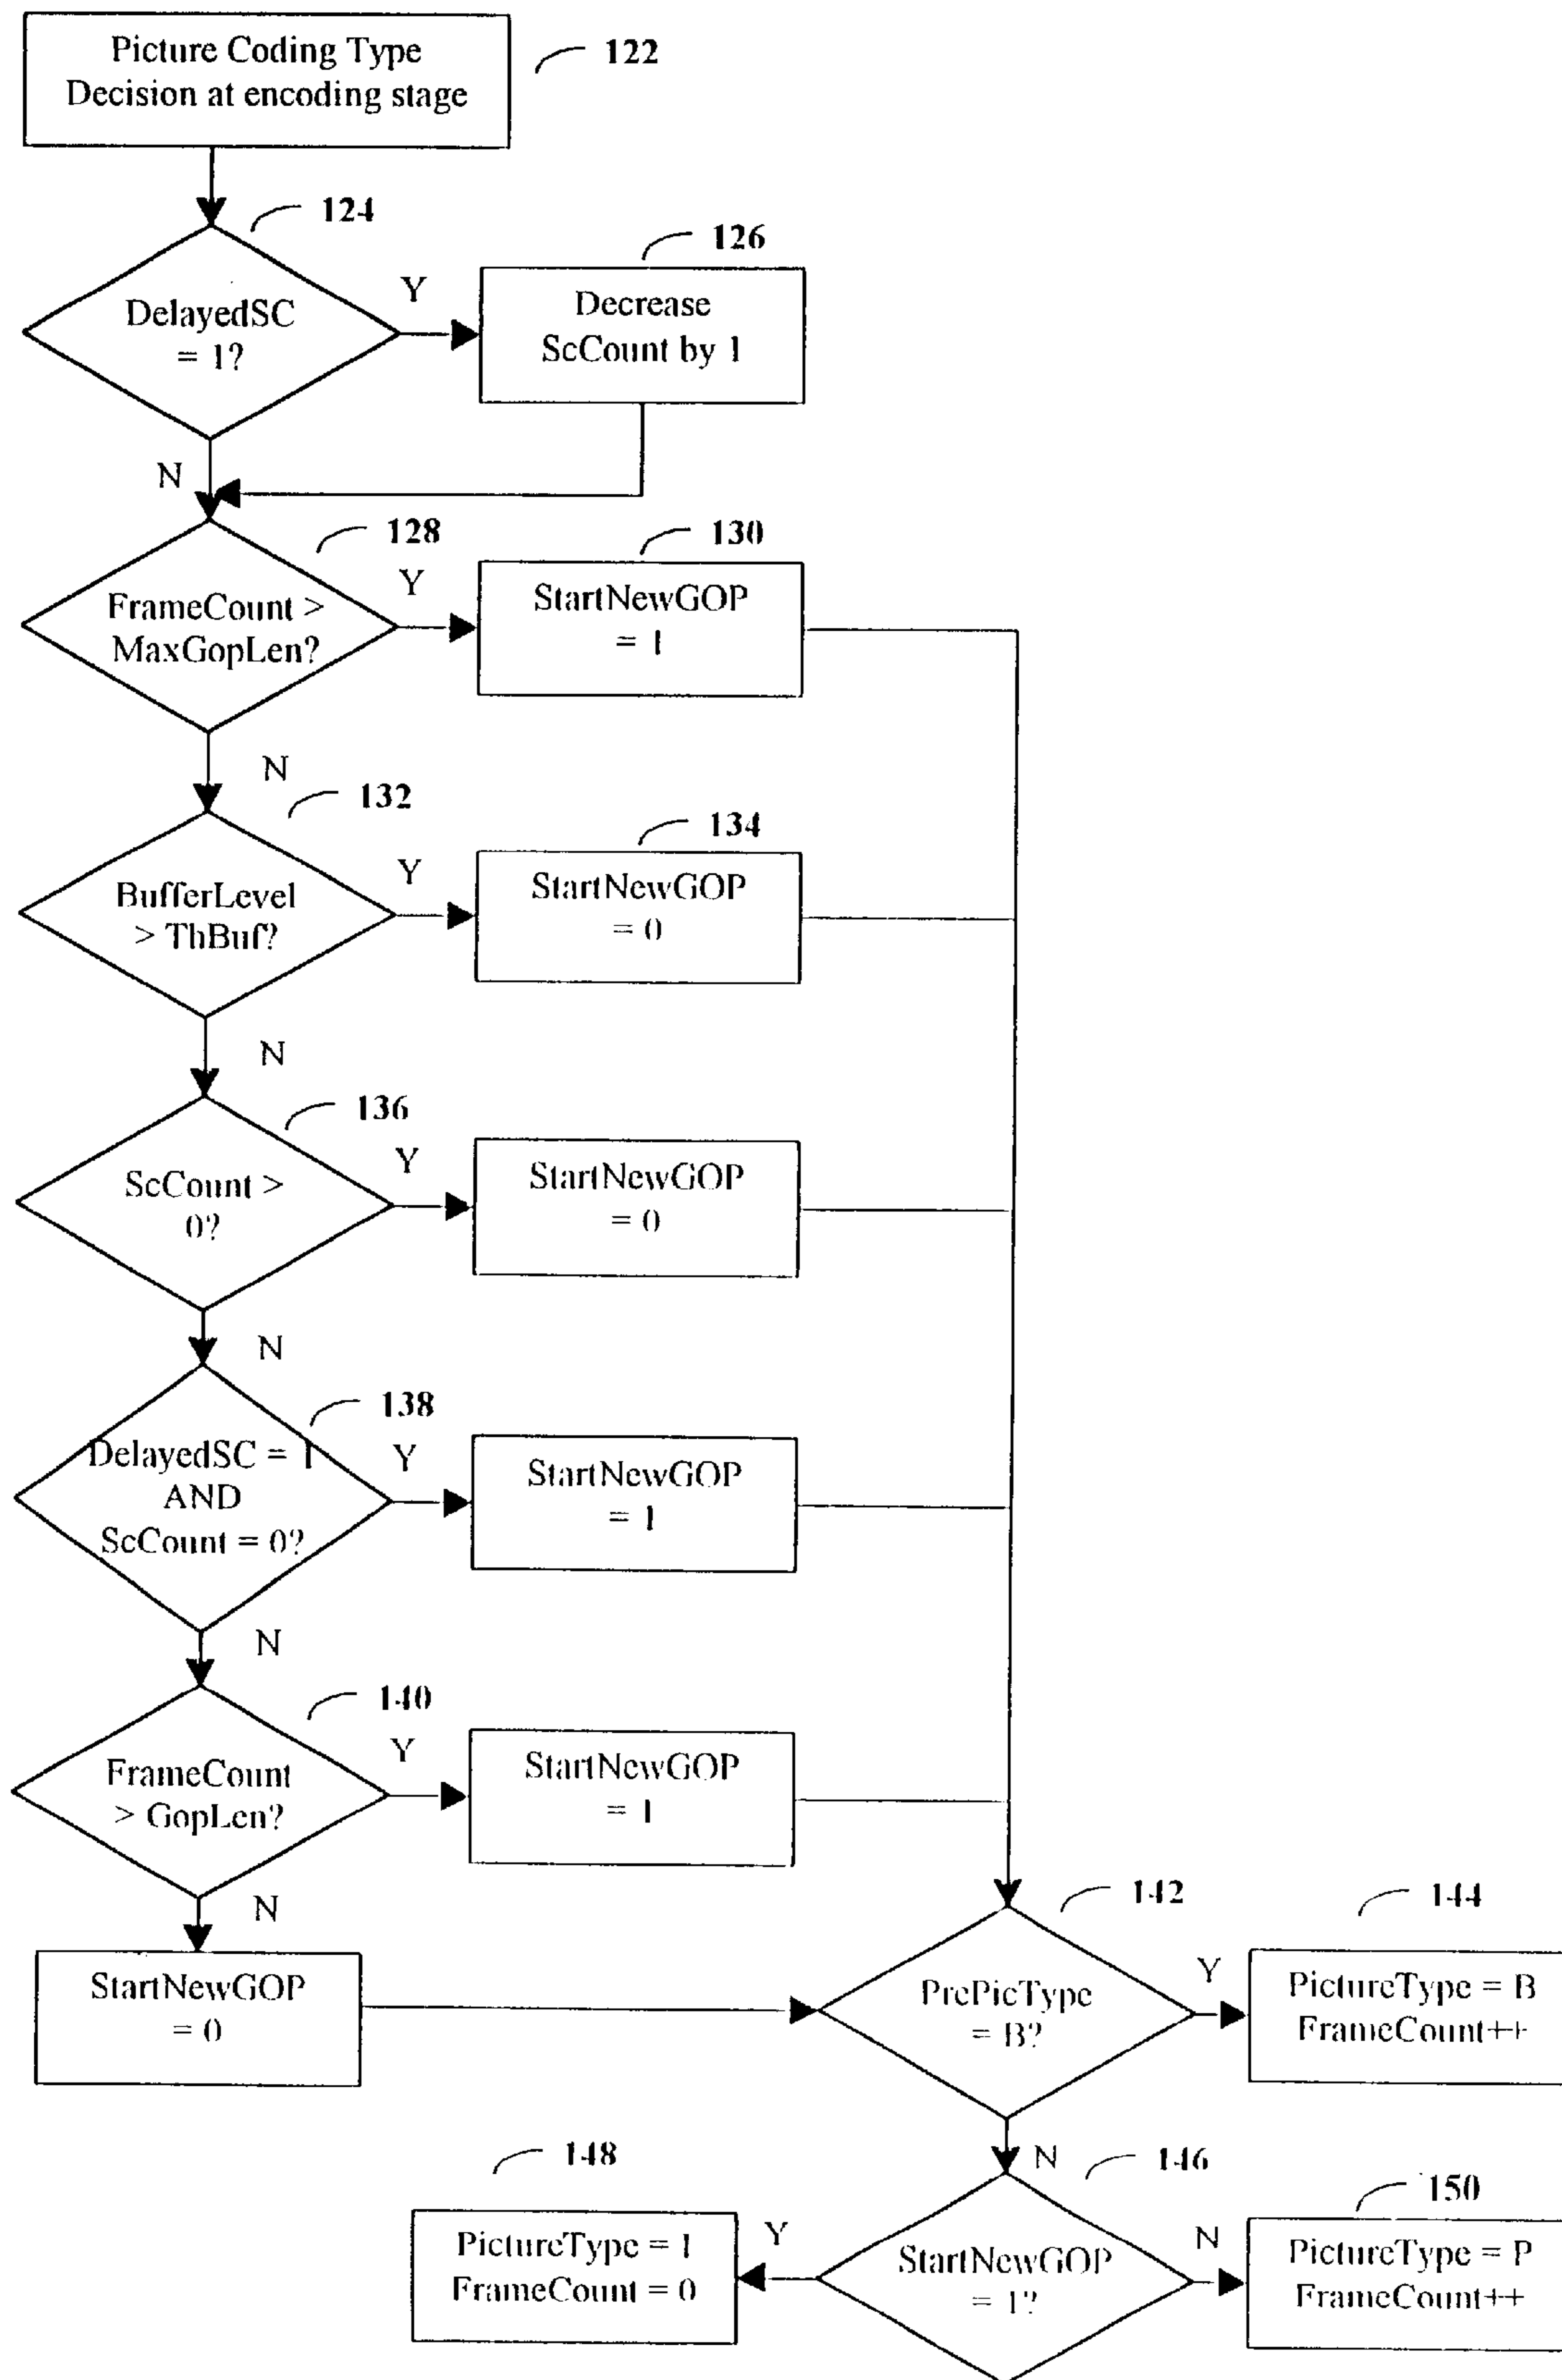 Picture Coding Type
Decision at encoding stage
122
124
DelayedSC
= 1?
Y
126
Decrease
ScCount by 1
N
128
FrameCount >
MaxGopLen?
Y
130
StartNewGOP
= 1
N
132
BufferLevel
> ThBuf?
Y
134
StartNewGOP
= 0
N
136
ScCount >
0?
Y
StartNewGOP
= 0
N
138
DelayedSC = 1
AND
ScCount = 0?
Y
StartNewGOP
= 1
N
140
FrameCount
> GopLen?
Y
StartNewGOP
= 1
N
StartNewGOP
= 0
142
PrePicType
= B?
Y
144
PictureType = B
FrameCount++
N
146
StartNewGOP
= 1?
Y
148
PictureType = I
FrameCount = 0
N
150
PictureType = P
FrameCount++